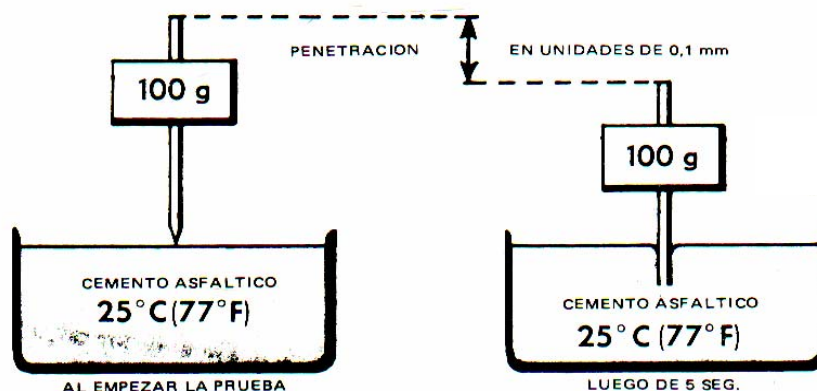 PENETRACION
EN UNIDADES DE 0,1 mm
100 g
100 g
CEMENTO ASFALTICO
25°C (77°F)
AL EMPEZAR LA PRUEBA
CEMENTO ASFALTICO
25°C (77°F)
LUEGO DE 5 SEG.